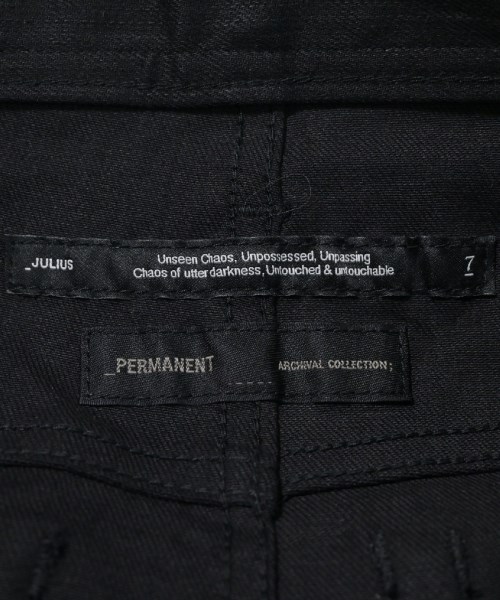 _JULIUS
Unseen Chaos, Unpossessed, Unpassing
Chaos of utter darkness, Untouched & untouchable
7
_PERMANENT
ARCHIVAL COLLECTION;